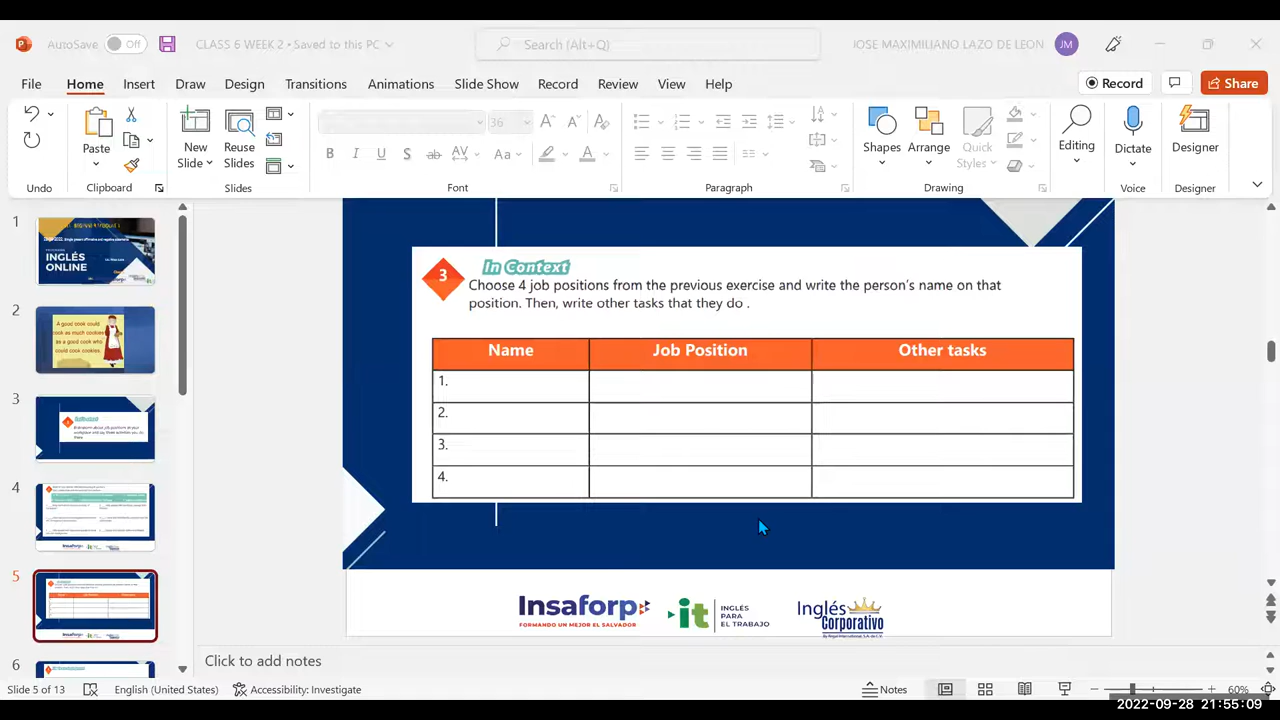 AutoSave Off CLASS 6 WEEK 2 • Saved to this PC Search (Alt+Q) JOSE MAXIMILIANO LAZO DE LEON JM
File Home Insert Draw Design Transitions Animations Slide Show Record Review View Help Record Share
Paste New Slide Reuse Slides B I U S ab AV Aa A Shapes Arrange Quick Styles Editing Dictate Designer
Undo Clipboard Slides Font Paragraph Drawing Voice Designer
1
INGLÉS
ONLINE
2
A good cook could
cook as much cookies
as a good cook who
could cook cookies.
3
4
5
6
3 In Context
Choose 4 job positions from the previous exercise and write the person's name on that
position. Then, write other tasks that they do .
Name Job Position Other tasks
1.
2.
3.
4.
Insaforp
FORMANDO UN MEJOR EL SALVADOR
it INGLÉS
PARA
EL TRABAJO
Inglés
Corporativo
Click to add notes
Slide 5 of 13 English (United States) Accessibility: Investigate Notes 60%
2022-09-28 21:55:09